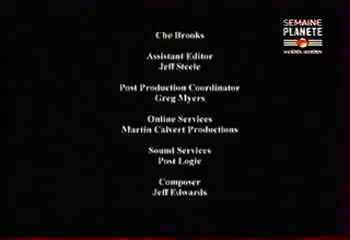 Che Brooks
Assistant Editor
Jeff Steele
Post Production Coordinator
Greg Myers
Online Services
Martin Calvert Productions
Sound Services
Post Logic
Composer
Jeff Edwards
SEMAINE
PLANETE